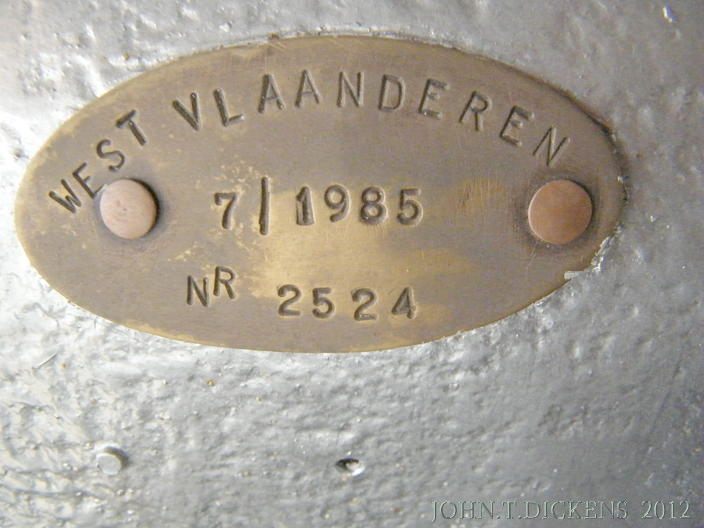 WEST VLAANDEREN
7/1985
NR 2524
JOHN.T.DICKENS 2012